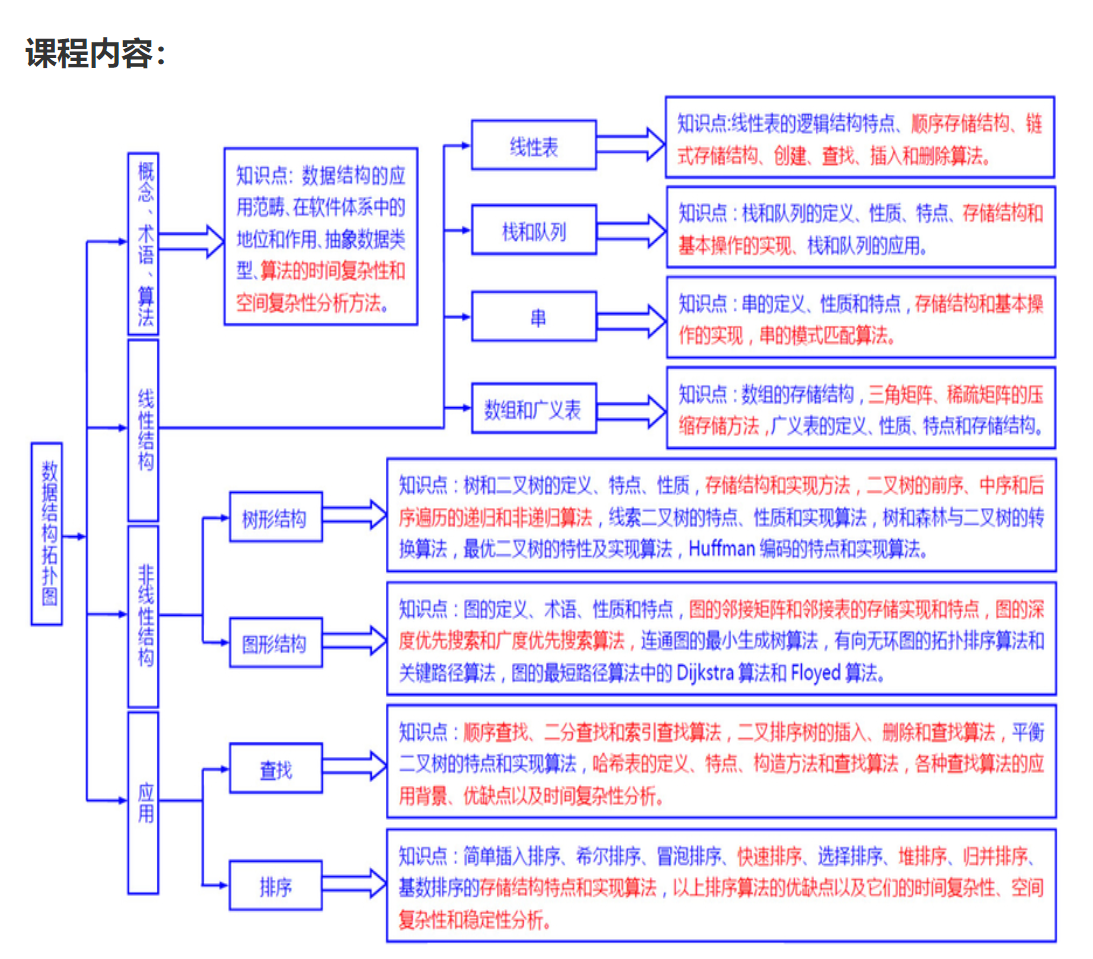 课程内容：
数据结构拓扑图
概念、术语、算法
知识点：数据结构的应
用范畴、在软件体系中的
地位和作用、抽象数据类
型、算法的时间复杂性和
空间复杂性分析方法。
线性结构
线性表
知识点:线性表的逻辑结构特点、顺序存储结构、链
式存储结构、创建、查找、插入和删除算法。
栈和队列
知识点：栈和队列的定义、性质、特点、存储结构和
基本操作的实现、栈和队列的应用。
串
知识点：串的定义、性质和特点，存储结构和基本操
作的实现，串的模式匹配算法。
数组和广义表
知识点：数组的存储结构，三角矩阵、稀疏矩阵的压
缩存储方法，广义表的定义、性质、特点和存储结构。
非线性结构
树形结构
知识点：树和二叉树的定义、特点、性质，存储结构和实现方法，二叉树的前序、中序和后
序遍历的递归和非递归算法，线索二叉树的特点、性质和实现算法，树和森林与二叉树的转
换算法，最优二叉树的特性及实现算法，Huffman 编码的特点和实现算法。
图形结构
知识点：图的定义、术语、性质和特点，图的邻接矩阵和邻接表的存储实现和特点，图的深
度优先搜索和广度优先搜索算法，连通图的最小生成树算法，有向无环图的拓扑排序算法和
关键路径算法，图的最短路径算法中的 Dijkstra 算法和 Floyed 算法。
应用
查找
知识点：顺序查找、二分查找和索引查找算法，二叉排序树的插入、删除和查找算法，平衡
二叉树的特点和实现算法，哈希表的定义、特点、构造方法和查找算法，各种查找算法的应
用背景、优缺点以及时间复杂性分析。
排序
知识点：简单插入排序、希尔排序、冒泡排序、快速排序、选择排序、堆排序、归并排序、
基数排序的存储结构特点和实现算法，以上排序算法的优缺点以及它们的时间复杂性、空间
复杂性和稳定性分析。